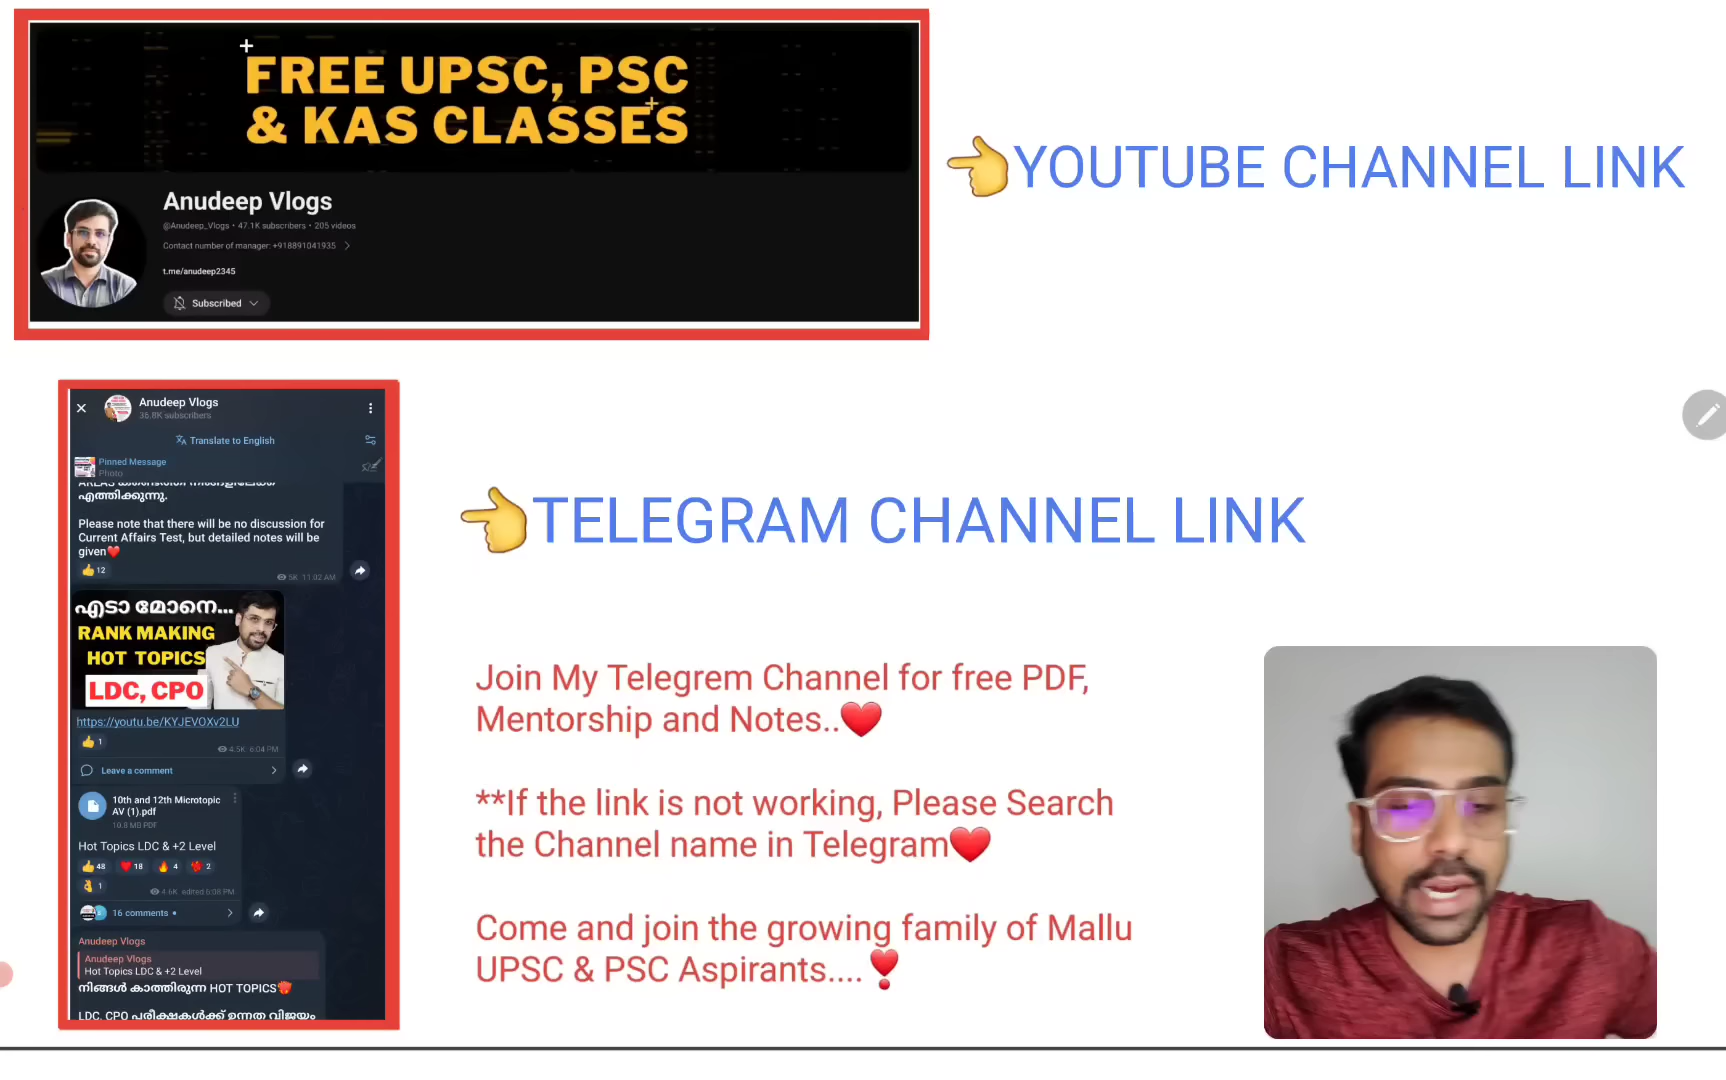 FREE UPSC, PSC
& KAS CLASSES
Anudeep Vlogs
@Anudeep_Vlogs • 47.1K subscribers • 205 videos
Contact number of manager: +918891041935
t.me/anudeep2345
Subscribed
👈YOUTUBE CHANNEL LINK
Anudeep Vlogs
36.8K subscribers
Translate to English
Pinned Message
Photo
എത്തിക്കുന്നു.
Please note that there will be no discussion for
Current Affairs Test, but detailed notes will be
given❤️
👍 12
5K 11:02 AM
എടാ മോനെ...
RANK MAKING
HOT TOPICS
LDC, CPO
https://youtu.be/KYJEVOXv2LU
👍 1
4.5K 6:04 PM
Leave a comment
10th and 12th Microtopic
AV (1).pdf
10.8 MB PDF
Hot Topics LDC & +2 Level
👍 48 ❤️ 18 🔥 4 2
👌 1
4.6K edited 6:08 PM
16 comments •
Anudeep Vlogs
Anudeep Vlogs
Hot Topics LDC & +2 Level
നിങ്ങൾ കാത്തിരുന്ന HOT TOPICS
LDC, CPO പരീക്ഷകൾക്ക് ഉന്നത വിജയം
👈TELEGRAM CHANNEL LINK
Join My Telegrem Channel for free PDF,
Mentorship and Notes..❤️
**If the link is not working, Please Search
the Channel name in Telegram❤️
Come and join the growing family of Mallu
UPSC & PSC Aspirants....❣️